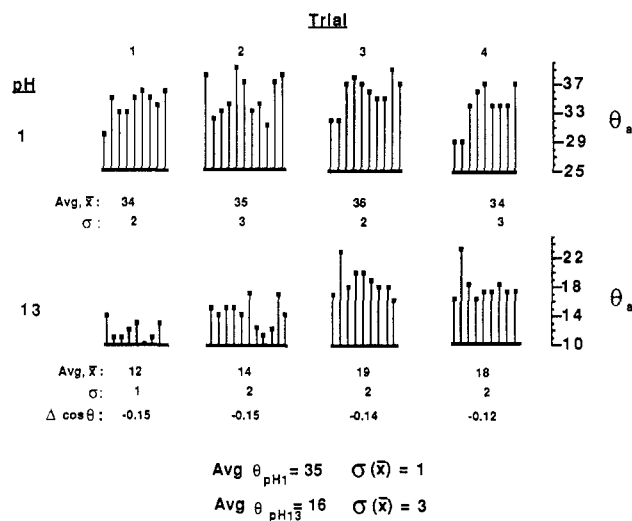 Trial
1 2 3 4
pH
1
37
33
29
25
θa
Avg, x̄: 34 35 36 34
σ: 2 3 2 3
13
22
18
14
10
θa
Avg, x̄: 12 14 19 18
σ: 1 2 2 2
Δ cosθ: -0.15 -0.15 -0.14 -0.12
Avg θpH1 = 35 σ(x̄) = 1
Avg θpH13 = 16 σ(x̄) = 3